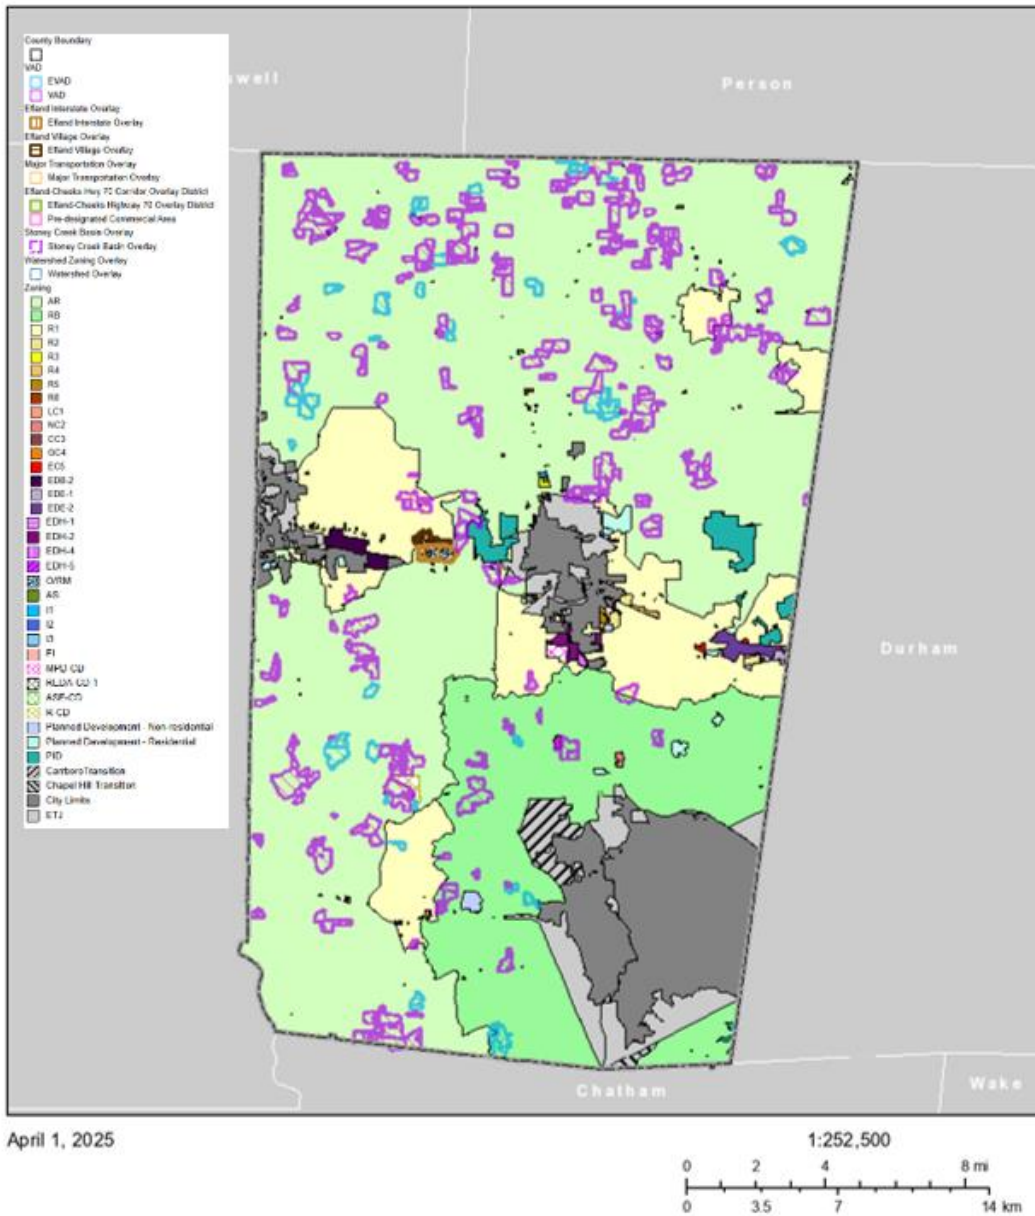 County Boundary
VAD
EVAD
VAD
Efland Interstate Overlay
Efland Interstate Overlay
Efland Village Overlay
Efland Village Overlay
Major Transportation Overlay
Major Transportation Overlay
Efland-Cheeks Hwy 70 Corridor Overlay District
Efland-Cheeks Highway 70 Overlay District
Pre-designated Commercial Area
Stoney Creek Basin Overlay
Stoney Creek Basin Overlay
Watershed Zoning Overlay
Watershed Overlay
Zoning
AR
RB
R1
R2
R3
R4
R5
R8
LC1
NC2
CC3
GC4
EC5
EDB-2
EDE-1
EDE-2
EDH-1
EDH-2
EDH-4
EDH-5
O/RM
AS
I1
I2
I3
EI
MPD-CD
REDA-CD-1
ASE-CD
R-CD
Planned Development - Non-residential
Planned Development - Residential
PID
Carrboro Transition
Chapel Hill Transition
City Limits
ETJ
swell
Person
Durham
Chatham
Wake
April 1, 2025
1:252,500
0 2 4 8 mi
0 3.5 7 14 km